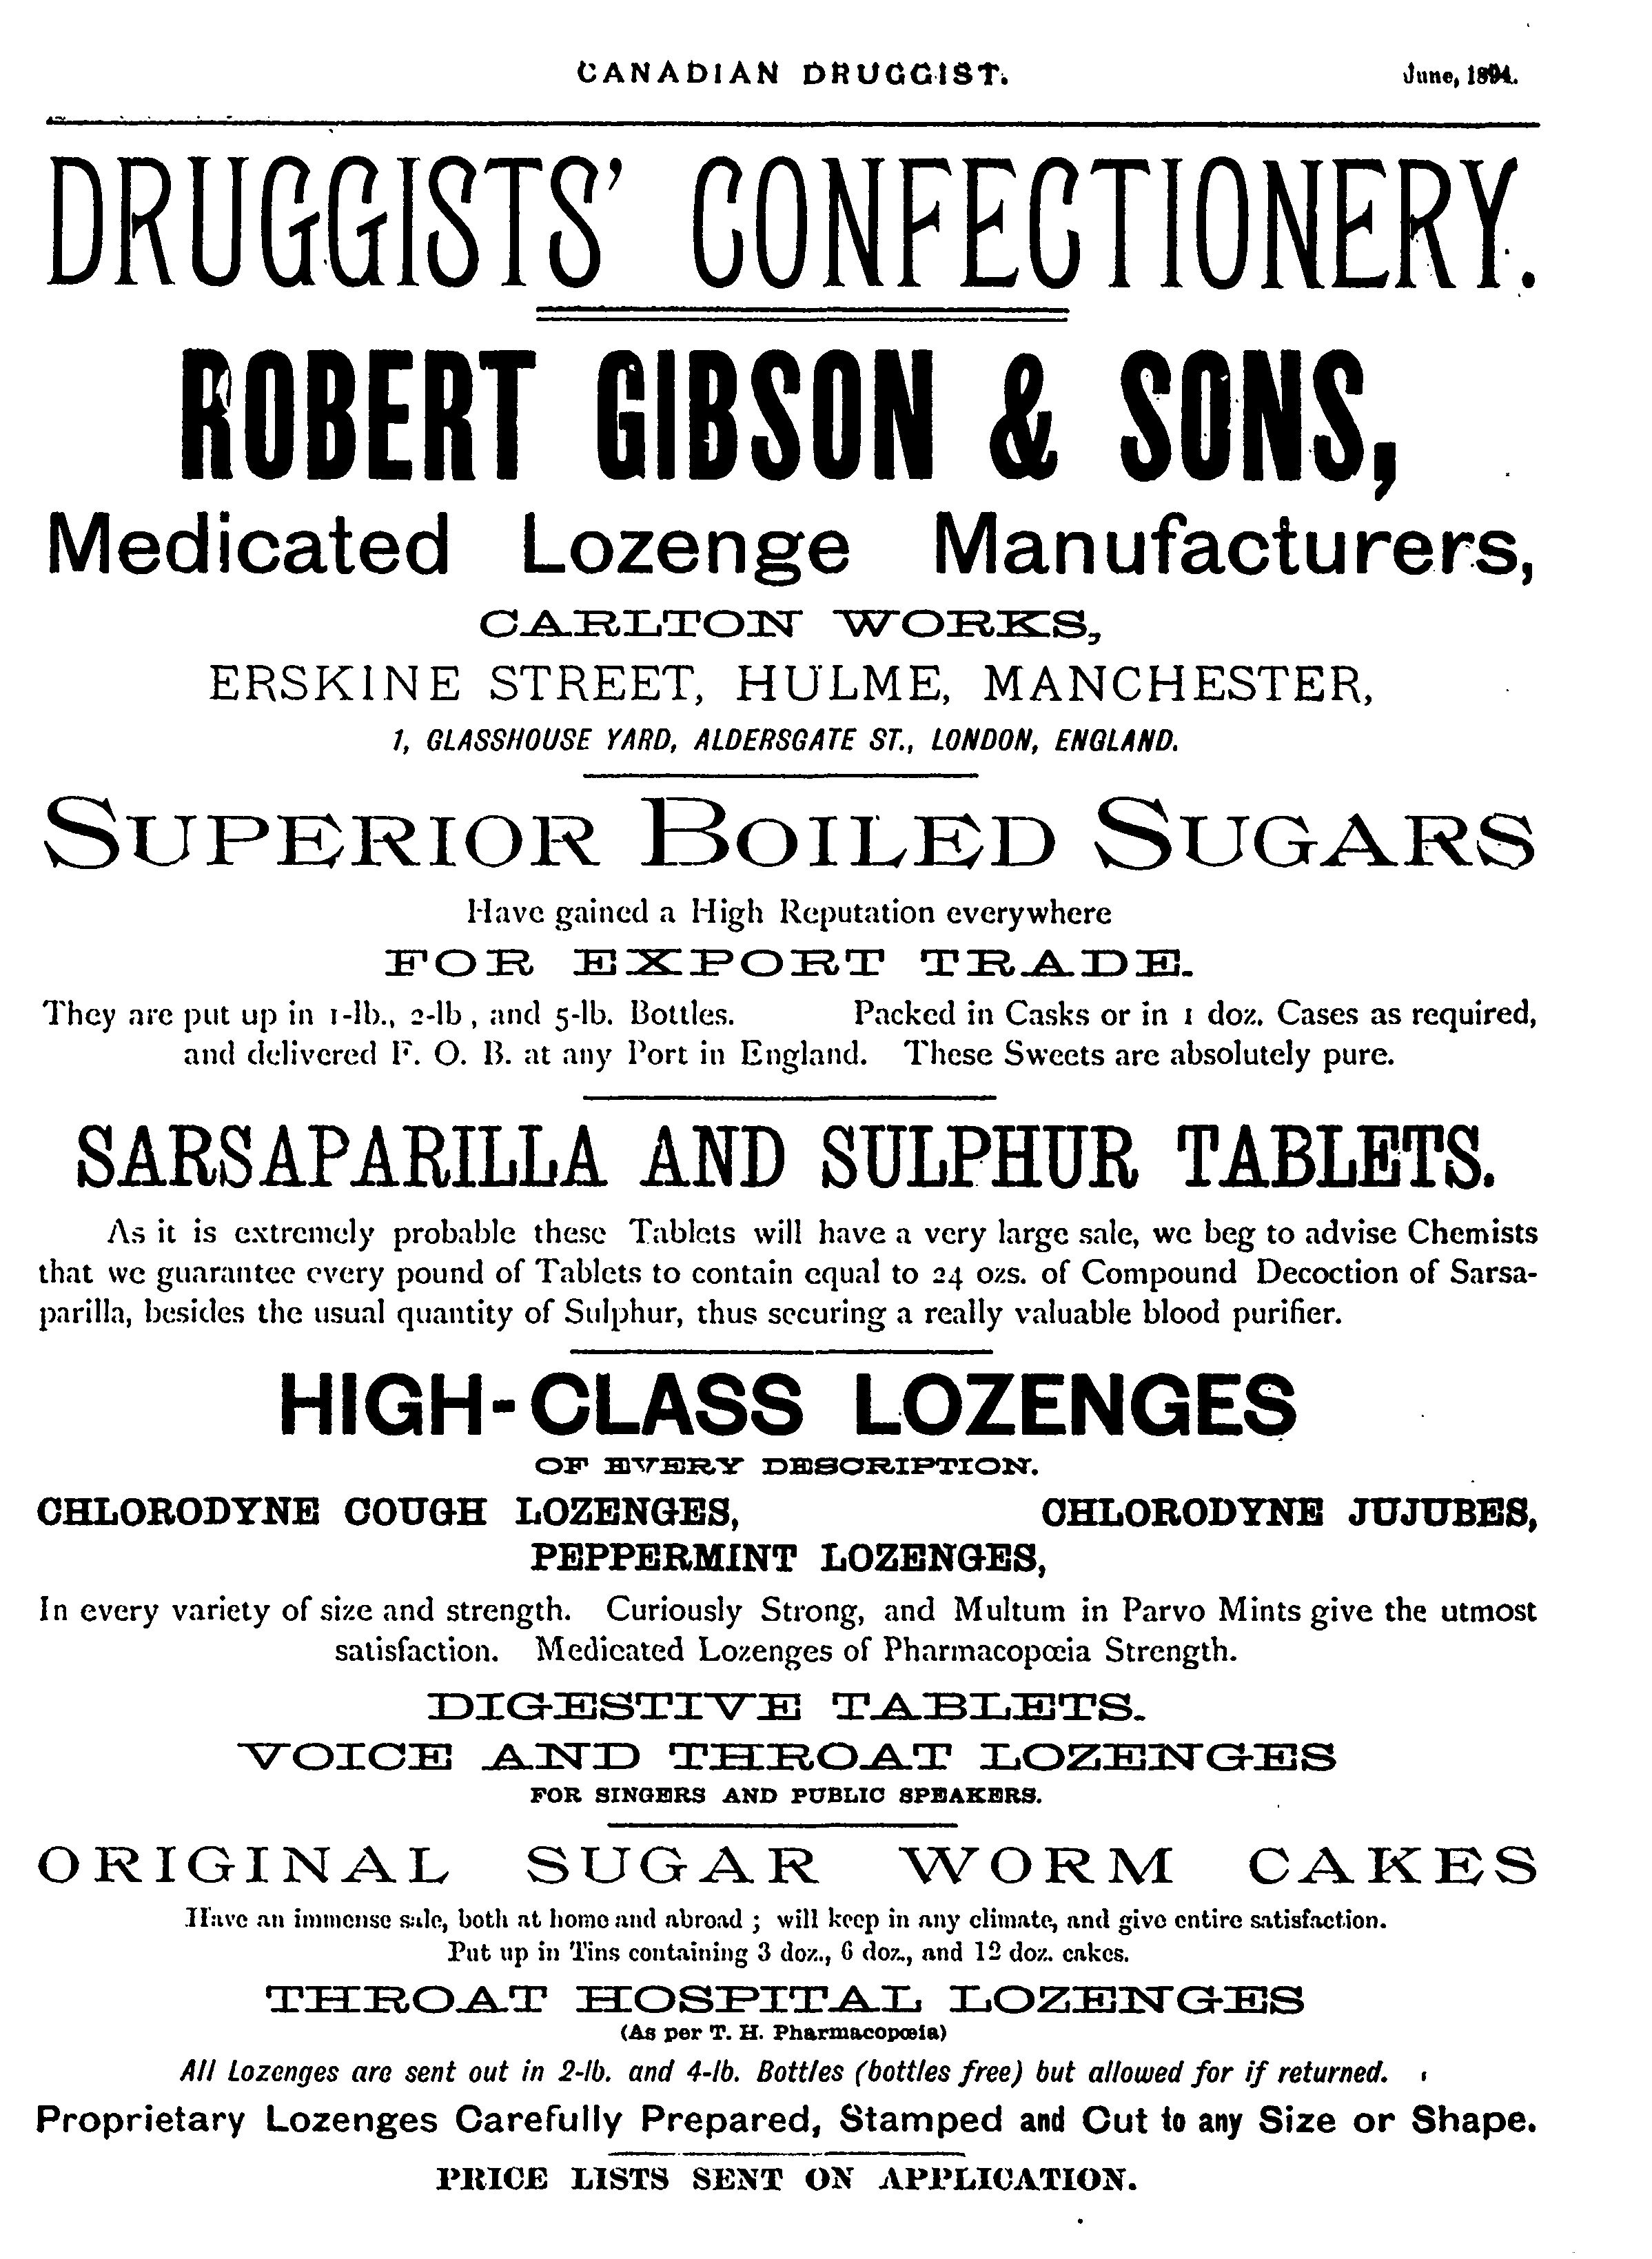 CANADIAN DRUGGIST. June, 1894.
DRUGGISTS' CONFECTIONERY.
ROBERT GIBSON & SONS,
Medicated Lozenge Manufacturers,
CARLTON WORKS,
ERSKINE STREET, HULME, MANCHESTER,
1, GLASSHOUSE YARD, ALDERSGATE ST., LONDON, ENGLAND.
SUPERIOR BOILED SUGARS
Have gained a High Reputation everywhere
FOR EXPORT TRADE.
They are put up in 1-lb., 2-lb, and 5-lb. Bottles. Packed in Casks or in 1 doz. Cases as required,
and delivered F. O. B. at any Port in England. These Sweets are absolutely pure.
SARSAPARILLA AND SULPHUR TABLETS.
As it is extremely probable these Tablets will have a very large sale, we beg to advise Chemists
that we guarantee every pound of Tablets to contain equal to 24 ozs. of Compound Decoction of Sarsa-
parilla, besides the usual quantity of Sulphur, thus securing a really valuable blood purifier.
HIGH-CLASS LOZENGES
OF EVERY DESCRIPTION.
CHLORODYNE COUGH LOZENGES, CHLORODYNE JUJUBES,
PEPPERMINT LOZENGES,
In every variety of size and strength. Curiously Strong, and Multum in Parvo Mints give the utmost
satisfaction. Medicated Lozenges of Pharmacopœia Strength.
DIGESTIVE TABLETS.
VOICE AND THROAT LOZENGES
FOR SINGERS AND PUBLIC SPEAKERS.
ORIGINAL SUGAR WORM CAKES
Have an immense sale, both at home and abroad ; will keep in any climate, and give entire satisfaction.
Put up in Tins containing 3 doz., 6 doz., and 12 doz. cakes.
THROAT HOSPITAL LOZENGES
(As per T. H. Pharmacopœia)
All Lozenges are sent out in 2-lb. and 4-lb. Bottles (bottles free) but allowed for if returned.
Proprietary Lozenges Carefully Prepared, Stamped and Cut to any Size or Shape.
PRICE LISTS SENT ON APPLICATION.